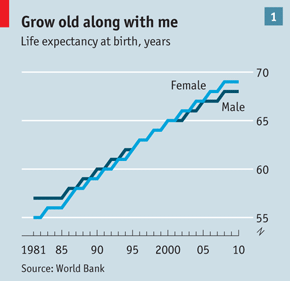 Grow old along with me
1
Life expectancy at birth, years
70
Female
Male
65
60
55
1981 85 90 95 2000 05 10
Source: World Bank